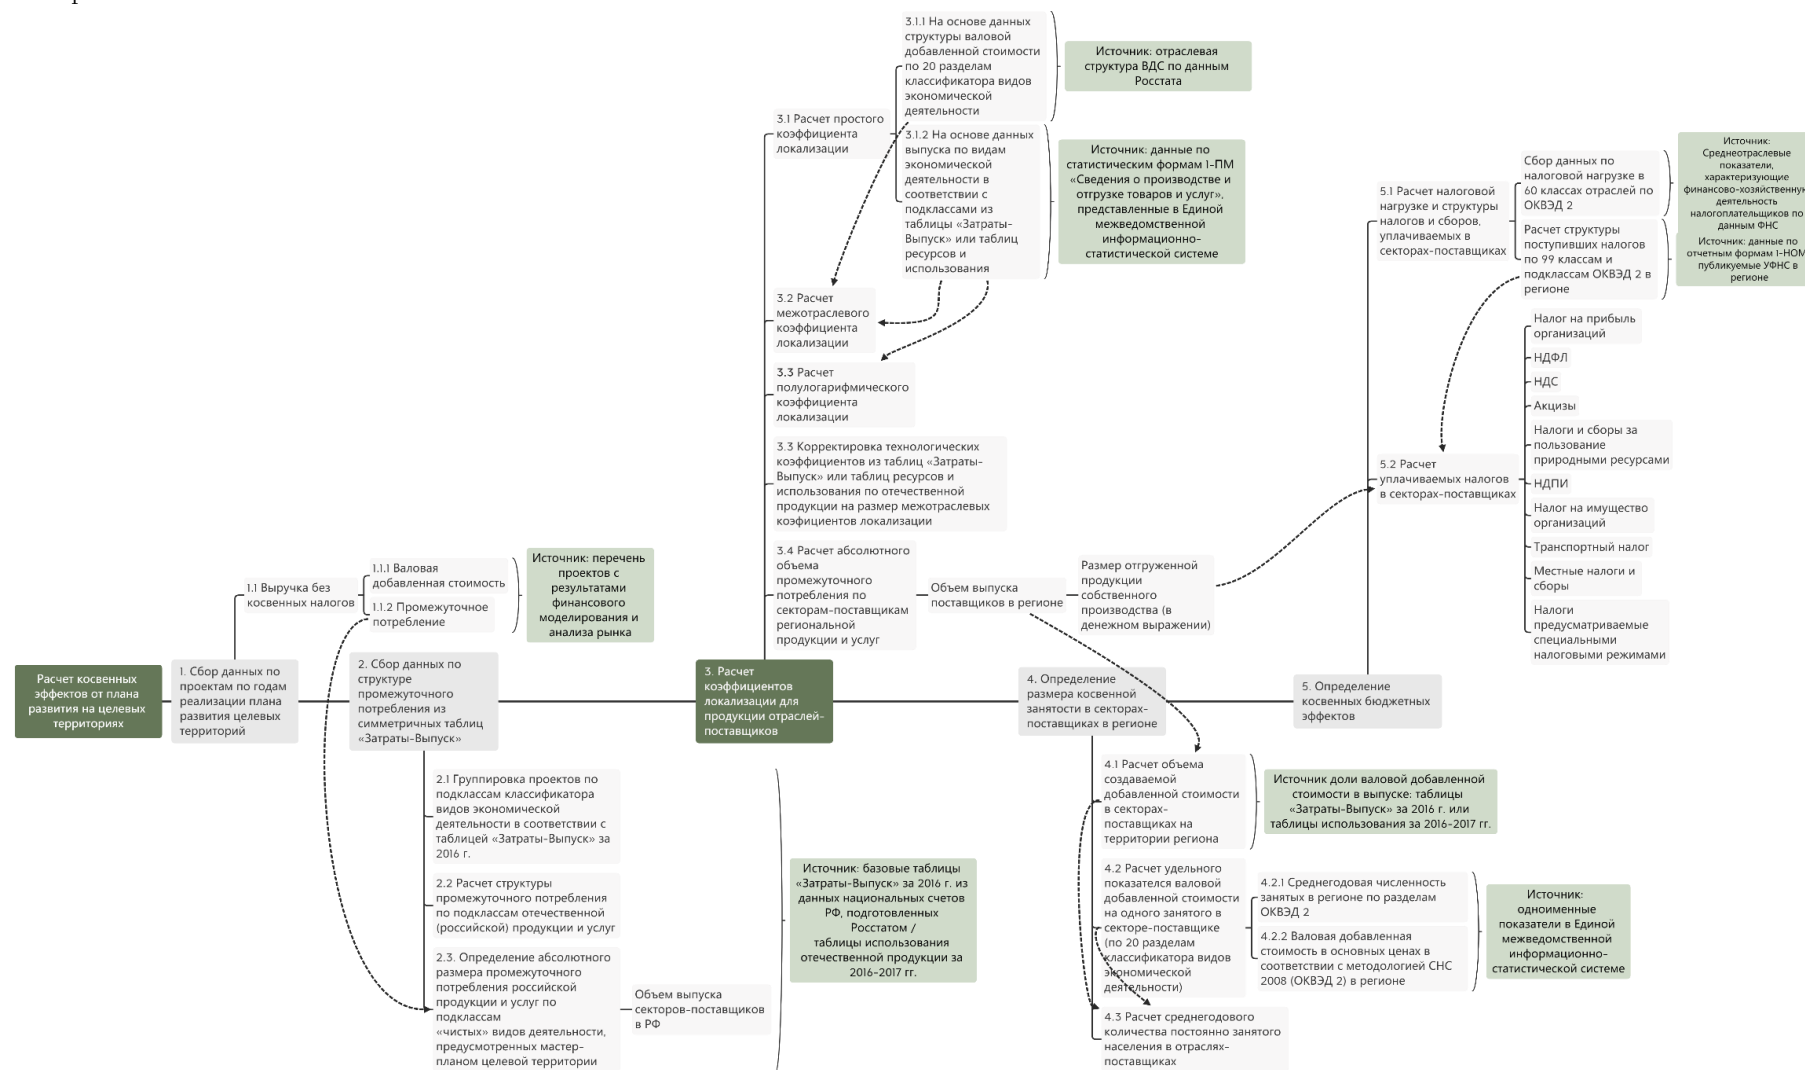 Расчет косвенных
эффектов от плана
развития на целевых
территориях
1. Сбор данных по
проектам по годам
реализации плана
развития целевых
территорий
1.1 Выручка без
косвенных налогов
1.1.1 Валовая
добавленная стоимость
1.1.2 Промежуточное
потребление
Источник: перечень
проектов с
результатами
финансового
моделирования и
анализа рынка
2. Сбор данных по
структуре
промежуточного
потребления из
симметричных таблиц
«Затраты-Выпуск»
2.1 Группировка проектов по
подклассам классификатора
видов экономической
деятельности в соответствии с
таблицей «Затраты-Выпуск» за
2016 г.
2.2 Расчет структуры
промежуточного потребления
по подклассам отечественной
(российской) продукции и услуг
2.3. Определение абсолютного
размера промежуточного
потребления российской
продукции и услуг по
подклассам
«чистых» видов деятельности,
предусмотренных мастер-
планом целевой территории
Объем выпуска
секторов-поставщиков
в РФ
Источник: базовые таблицы
«Затраты-Выпуск» за 2016 г. из
данных национальных счетов
РФ, подготовленных
Росстатом /
таблицы использования
отечественной продукции за
2016-2017 гг.
3. Расчет
коэффициентов
локализации для
продукции отраслей-
поставщиков
3.1 Расчет простого
коэффициента
локализации
3.1.1 На основе данных
структуры валовой
добавленной стоимости
по 20 разделам
классификатора видов
экономической
деятельности
Источник: отраслевая
структура ВДС по данным
Росстата
3.1.2 На основе данных
выпуска по видам
экономической
деятельности в
соответствии с
подклассами из
таблицы «Затраты-
Выпуск» или таблиц
ресурсов и
использования
Источник: данные по
статистическим формам 1-ПМ
«Сведения о производстве и
отгрузке товаров и услуг»,
представленные в Единой
межведомственной
информационно-
статистической системе
3.2 Расчет
межотраслевого
коэффициента
локализации
3.3 Расчет
полулогарифмического
коэффициента
локализации
3.3 Корректировка технологических
коэффициентов из таблиц «Затраты-
Выпуск» или таблиц ресурсов и
использования по отечественной
продукции на размер межотраслевых
коефициентов локализации
3.4 Расчет абсолютного
объема
промежуточного
потребления по
секторам-поставщикам
региональной
продукции и услуг
Объем выпуска
поставщиков в регионе
Размер отгруженной
продукции
собственного
производства (в
денежном выражении)
4. Определение
размера косвенной
занятости в секторах-
поставщиках в регионе
4.1 Расчет объема
создаваемой
добавленной стоимости
в секторах-
поставщиках на
территории региона
Источник доли валовой добавленной
стоимости в выпуске: таблицы
«Затраты-Выпуск» за 2016 г. или
таблицы использования за 2016-2017 гг.
4.2 Расчет удельного
показателся валовой
добавленной стоимости
на одного занятого в
секторе-поставщике
(по 20 разделам
классификатора видов
экономической
деятельности)
4.2.1 Среднегодовая численность
занятых в регионе по разделам
ОКВЭД 2
4.2.2 Валовая добавленная
стоимость в основных ценах в
соответствии с методологией СНС
2008 (ОКВЭД 2) в регионе
Источник:
одноименные
показатели в Единой
межведомственной
информационно-
статистической системе
4.3 Расчет среднегодового
количества постоянно занятого
населения в отраслях-
поставщиках
5. Определение
косвенных бюджетных
эффектов
5.1 Расчет налоговой
нагрузке и структуры
налогов и сборов,
уплачиваемых в
секторах-поставщиках
Сбор данных по
налоговой нагрузке в
60 классах отраслей по
ОКВЭД 2
Источник:
Среднеотраслевые
показатели,
характеризующие
финансово-хозяйственную
деятельность
налогоплательщиков по
данным ФНС
Расчет структуры
поступивших налогов
по 99 классам и
подклассам ОКВЭД 2 в
регионе
Источник: данные по
отчетным формам 1-НОМ
публикуемые УФНС в
регионе
5.2 Расчет
уплачиваемых налогов
в секторах-поставщиках
Налог на прибыль
организаций
НДФЛ
НДС
Акцизы
Налоги и сборы за
пользование
природными ресурсами
НДПИ
Налог на имущество
организаций
Транспортный налог
Местные налоги и
сборы
Налоги
предусматриваемые
специальными
налоговыми режимами